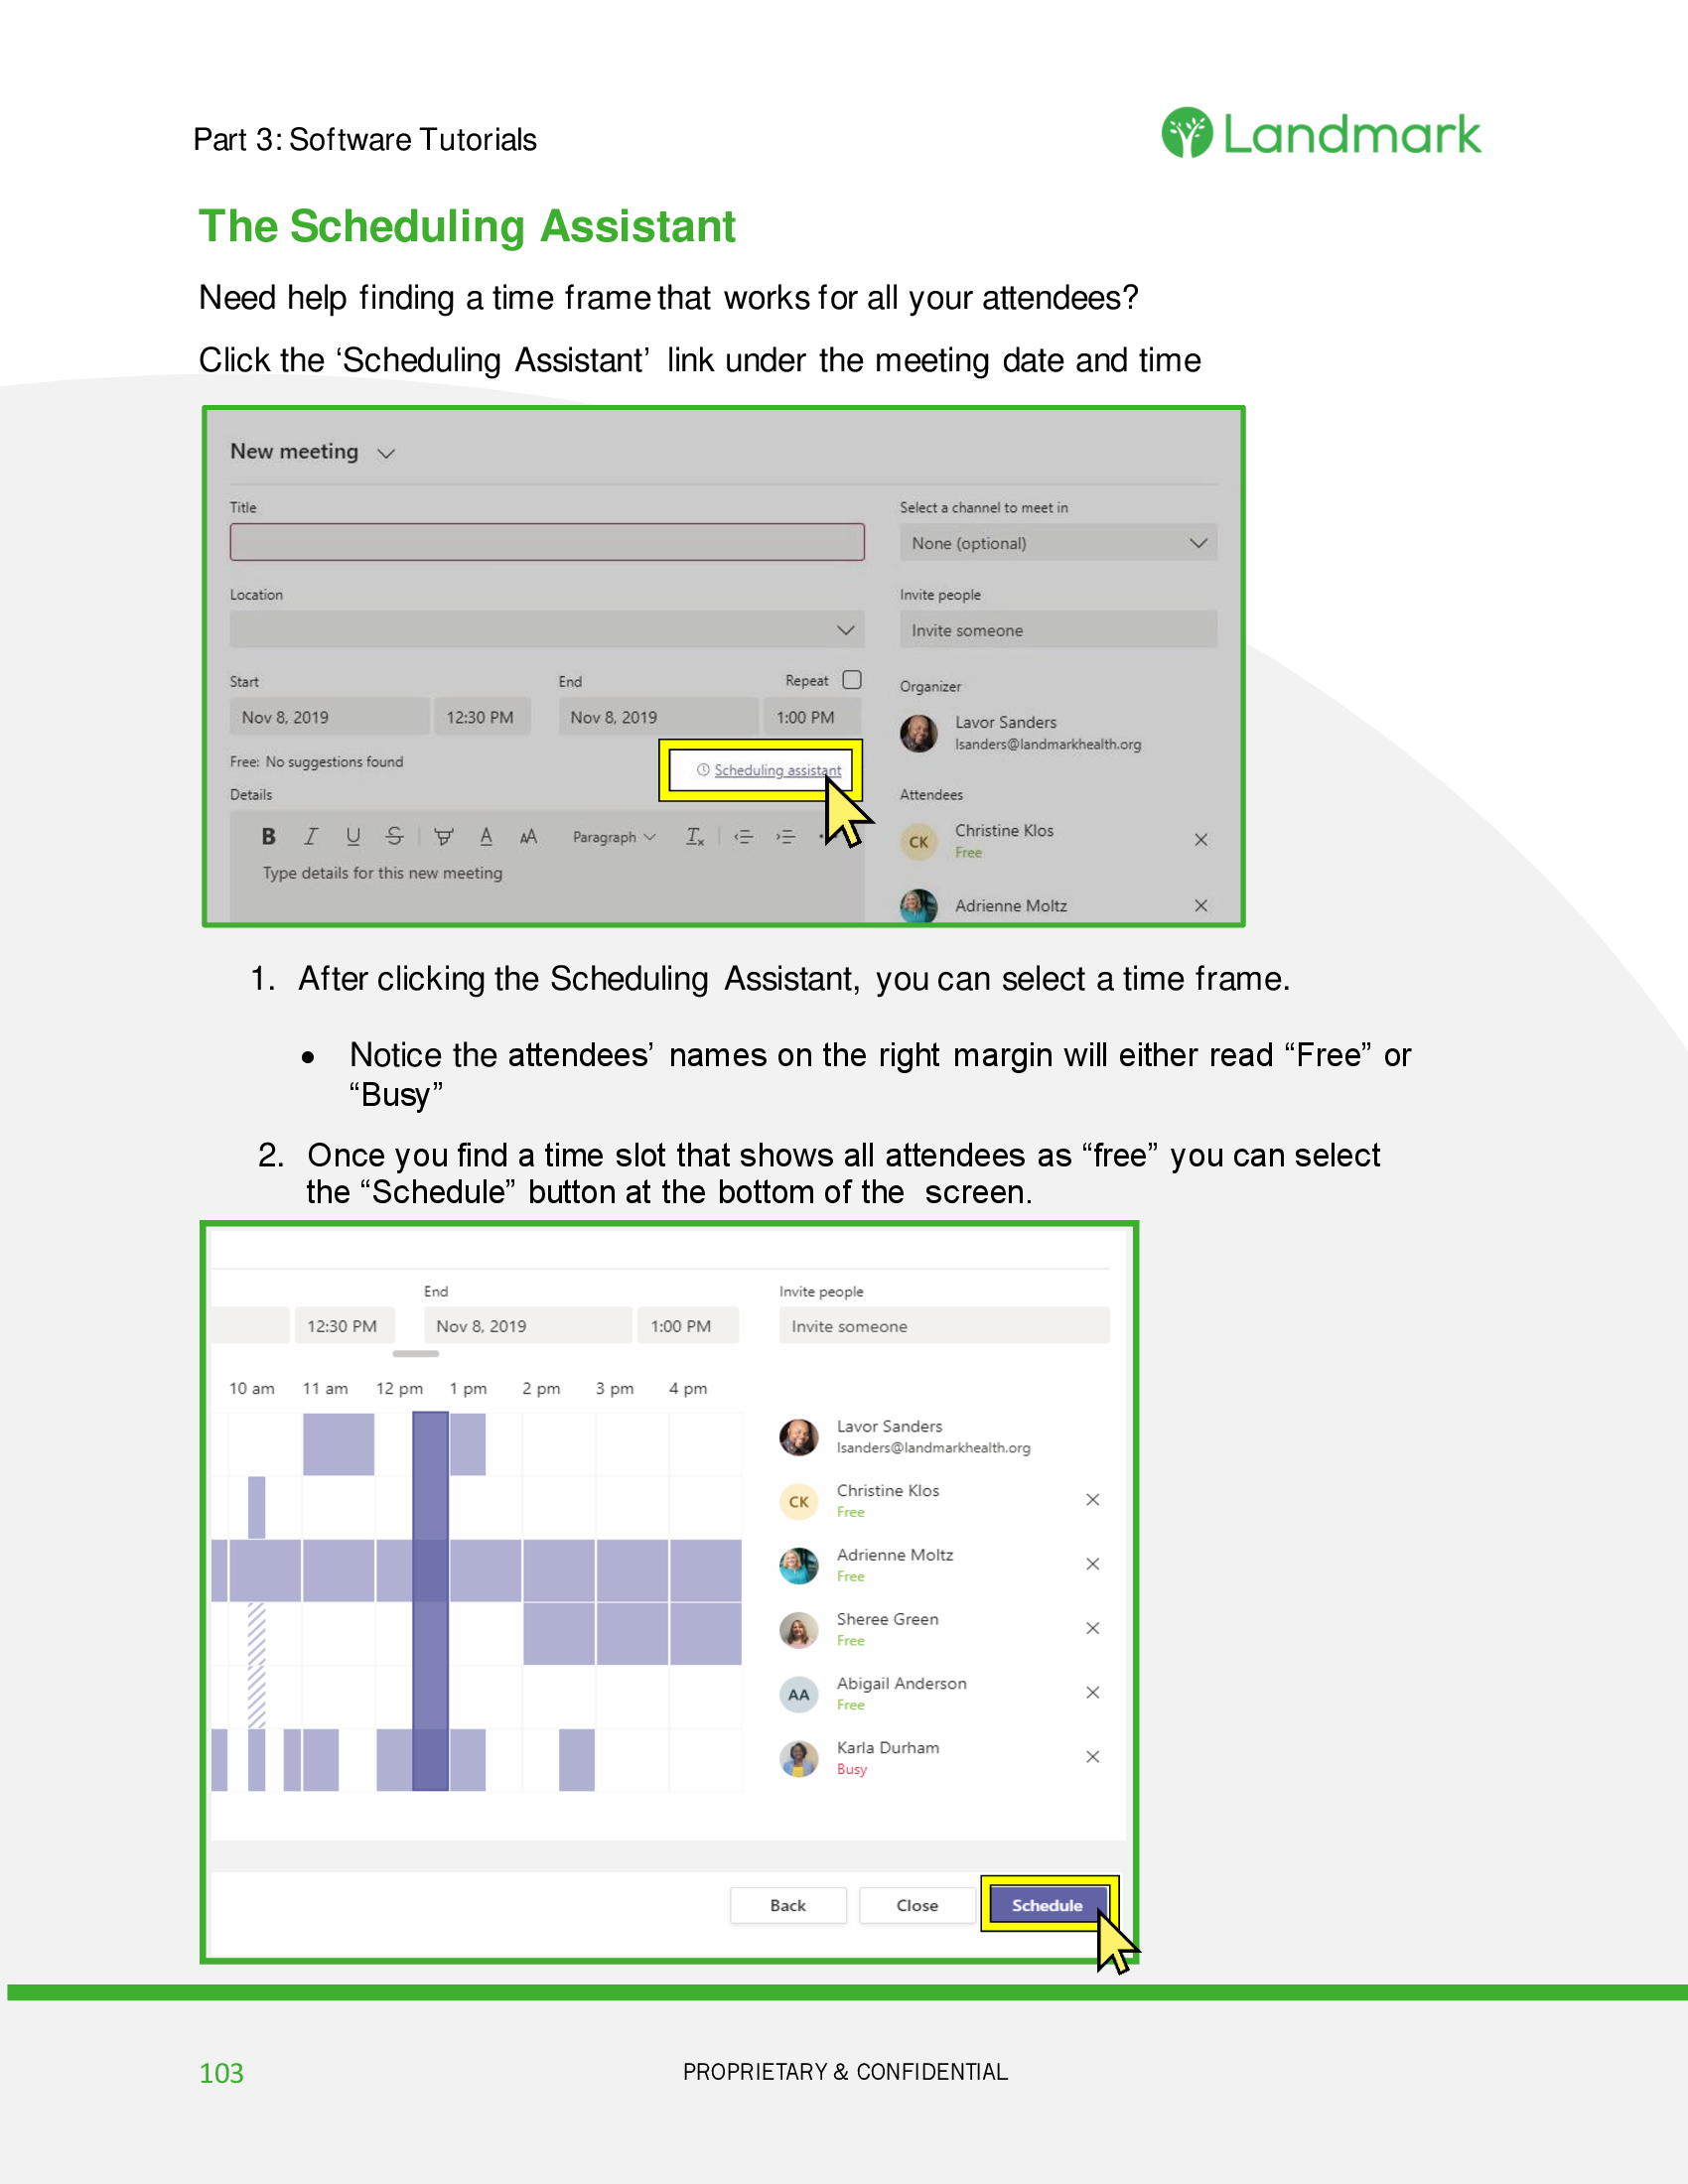 Part 3: Software Tutorials
Landmark
The Scheduling Assistant
Need help finding a time frame that works for all your attendees?
Click the ‘Scheduling Assistant’ link under the meeting date and time
New meeting
Title
Select a channel to meet in
None (optional)
Location
Invite people
Invite someone
Start
End
Repeat
Organizer
Nov 8, 2019
12:30 PM
Nov 8, 2019
1:00 PM
Lavor Sanders
lsanders@landmarkhealth.org
Free: No suggestions found
Scheduling assistant
Details
Attendees
B I U S A AA Paragraph Tx
Christine Klos
CK
Free
Type details for this new meeting
Adrienne Moltz
1. After clicking the Scheduling Assistant, you can select a time frame.
• Notice the attendees’ names on the right margin will either read “Free” or
“Busy”
2. Once you find a time slot that shows all attendees as “free” you can select
the “Schedule” button at the bottom of the screen.
End
Invite people
12:30 PM
Nov 8, 2019
1:00 PM
Invite someone
10 am 11 am 12 pm 1 pm 2 pm 3 pm 4 pm
Lavor Sanders
lsanders@landmarkhealth.org
CK
Christine Klos
Free
Adrienne Moltz
Free
Sheree Green
Free
AA
Abigail Anderson
Free
Karla Durham
Busy
Back
Close
Schedule
103
PROPRIETARY & CONFIDENTIAL